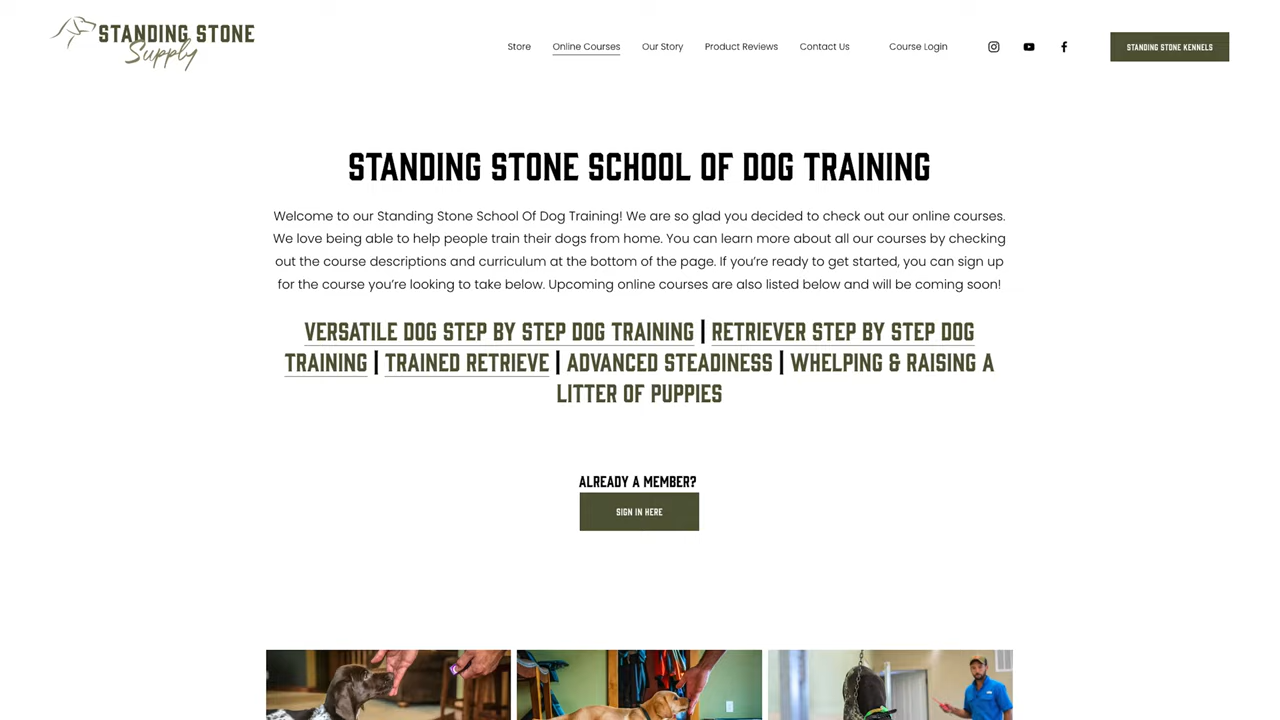 STANDING STONE
Supply
Store
Online Courses
Our Story
Product Reviews
Contact Us
Course Login
STANDING STONE KENNELS
STANDING STONE SCHOOL OF DOG TRAINING
Welcome to our Standing Stone School Of Dog Training! We are so glad you decided to check out our online courses.
We love being able to help people train their dogs from home. You can learn more about all our courses by checking
out the course descriptions and curriculum at the bottom of the page. If you’re ready to get started, you can sign up
for the course you’re looking to take below. Upcoming online courses are also listed below and will be coming soon!
VERSATILE DOG STEP BY STEP DOG TRAINING | RETRIEVER STEP BY STEP DOG
TRAINING | TRAINED RETRIEVE | ADVANCED STEADINESS | WHELPING & RAISING A
LITTER OF PUPPIES
ALREADY A MEMBER?
SIGN IN HERE